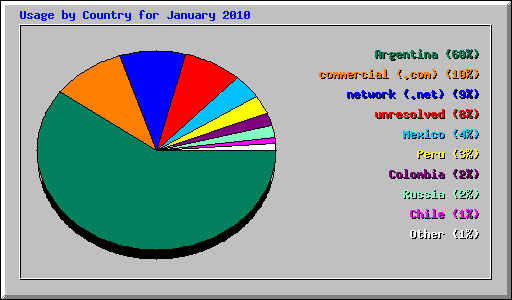 Usage by Country for January 2010
Argentina (60%)
commercial (.com) (10%)
network (.net) (9%)
unresolved (8%)
Mexico (4%)
Peru (3%)
Colombia (2%)
Russia (2%)
Chile (1%)
Other (1%)